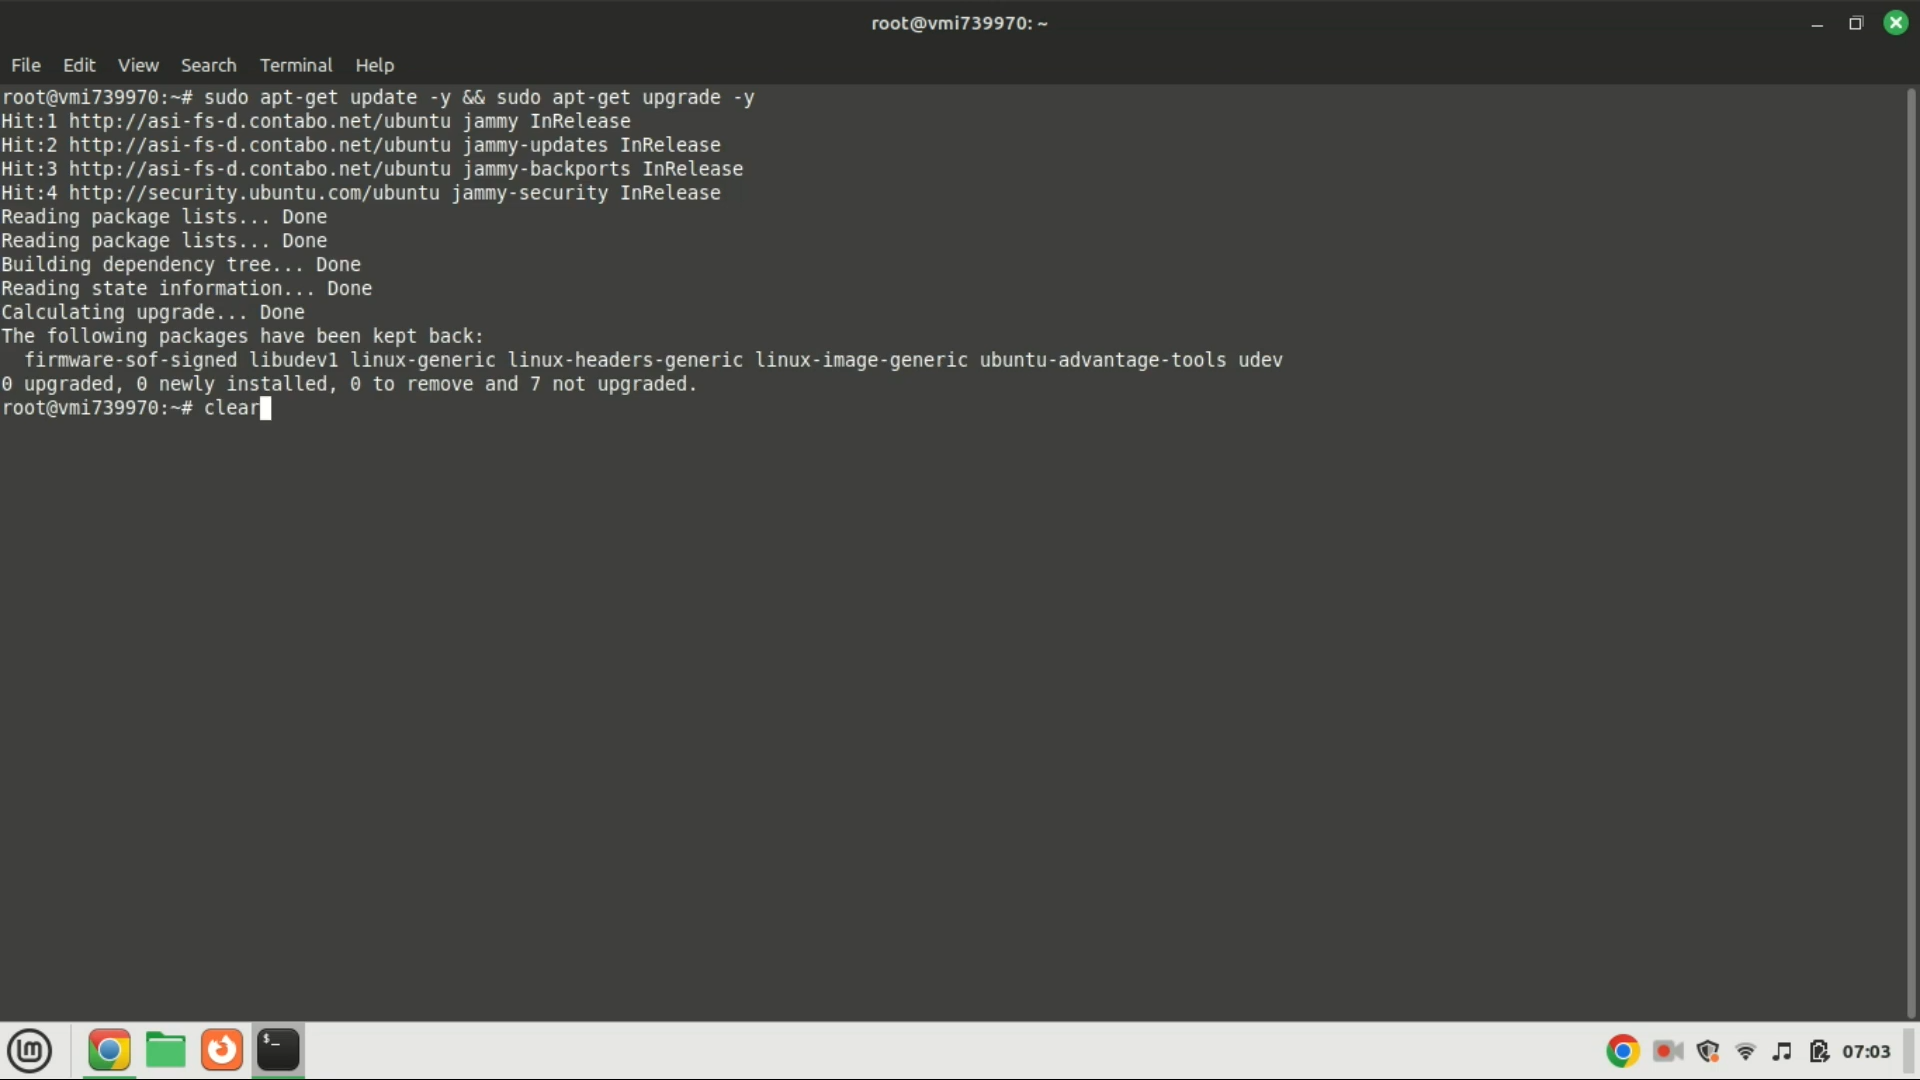 root@vmi739970: ~
File Edit View Search Terminal Help
root@vmi739970:~# sudo apt-get update -y && sudo apt-get upgrade -y
Hit:1 http://asi-fs-d.contabo.net/ubuntu jammy InRelease
Hit:2 http://asi-fs-d.contabo.net/ubuntu jammy-updates InRelease
Hit:3 http://asi-fs-d.contabo.net/ubuntu jammy-backports InRelease
Hit:4 http://security.ubuntu.com/ubuntu jammy-security InRelease
Reading package lists... Done
Reading package lists... Done
Building dependency tree... Done
Reading state information... Done
Calculating upgrade... Done
The following packages have been kept back:
  firmware-sof-signed libudev1 linux-generic linux-headers-generic linux-image-generic ubuntu-advantage-tools udev
0 upgraded, 0 newly installed, 0 to remove and 7 not upgraded.
root@vmi739970:~# clear
lm
$_
07:03